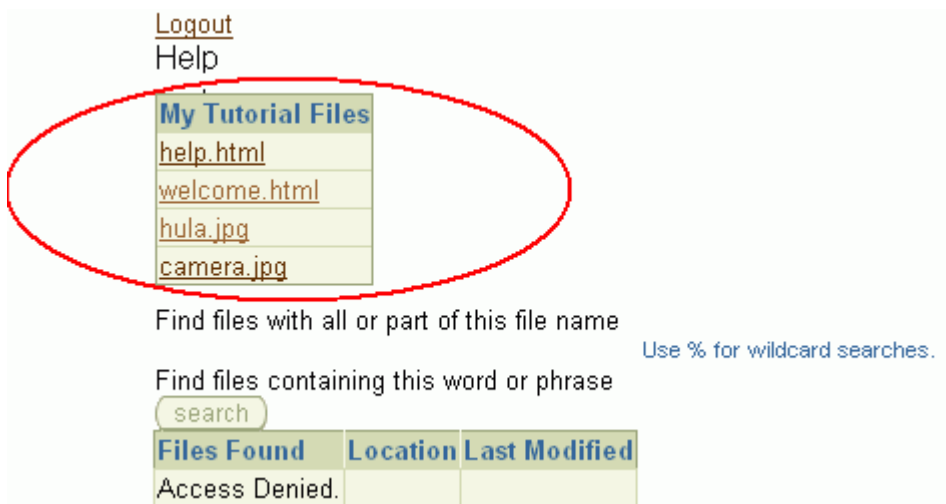 Logout
Help
My Tutorial Files
help.html
welcome.html
hula.jpg
camera.jpg
Find files with all or part of this file name
Use % for wildcard searches.
Find files containing this word or phrase
search
Files Found Location Last Modified
Access Denied.